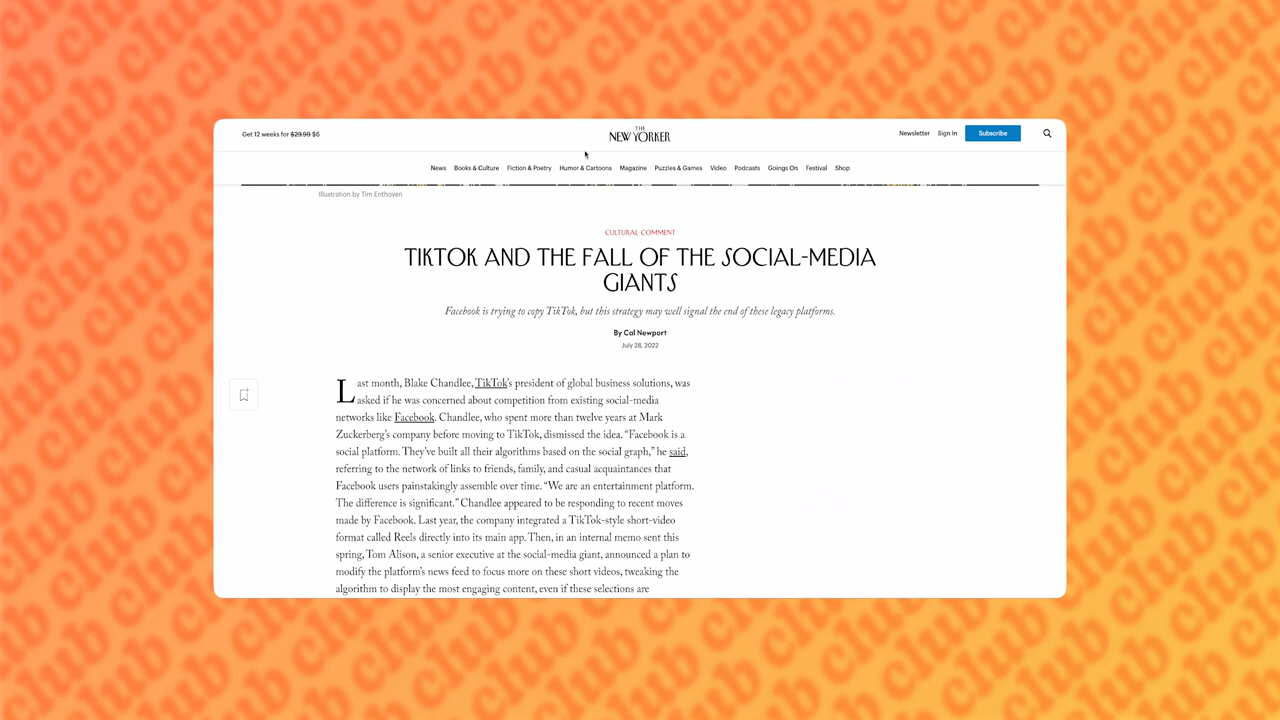 Get 12 weeks for $29.99 $6
THE
NEW YORKER
Newsletter Sign In Subscribe
News Books & Culture Fiction & Poetry Humor & Cartoons Magazine Puzzles & Games Video Podcasts Goings On Festival Shop
Illustration by Tim Enthoven
CULTURAL COMMENT
TIKTOK AND THE FALL OF THE SOCIAL-MEDIA
GIANTS
Facebook is trying to copy TikTok, but this strategy may well signal the end of these legacy platforms.
By Cal Newport
July 28, 2022
Last month, Blake Chandlee, TikTok's president of global business solutions, was
asked if he was concerned about competition from existing social-media
networks like Facebook. Chandlee, who spent more than twelve years at Mark
Zuckerberg's company before moving to TikTok, dismissed the idea. “Facebook is a
social platform. They've built all their algorithms based on the social graph,” he said,
referring to the network of links to friends, family, and casual acquaintances that
Facebook users painstakingly assemble over time. “We are an entertainment platform.
The difference is significant.” Chandlee appeared to be responding to recent moves
made by Facebook. Last year, the company integrated a TikTok-style short-video
format called Reels directly into its main app. Then, in an internal memo sent this
spring, Tom Alison, a senior executive at the social-media giant, announced a plan to
modify the platform's news feed to focus more on these short videos, tweaking the
algorithm to display the most engaging content, even if these selections are
club